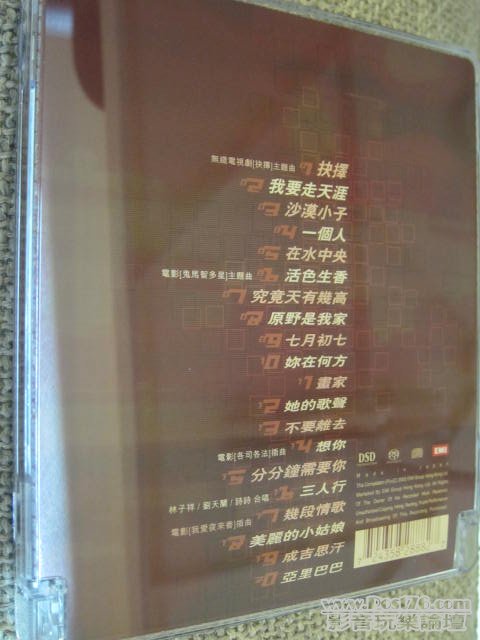 無綫電視劇[抉擇]主題曲 1 抉擇
2 我要走天涯
3 沙漠小子
4 一個人
5 在水中央
電影[鬼馬智多星]主題曲 6 活色生香
7 究竟天有幾高
8 原野是我家
9 七月初七
10 妳在何方
11 畫家
12 她的歌聲
13 不要離去
電影[各司各法]插曲 14 想你
15 分分鐘需要你
林子祥/劉天蘭/詩詩 合唱 16 三人行
17 幾段情歌
電影[我愛夜來香]插曲 18 美麗的小姑娘
19 成吉思汗
20 亞里巴巴
DSD
EMI
Made in Japan
www.Post76.com
影音玩樂論壇